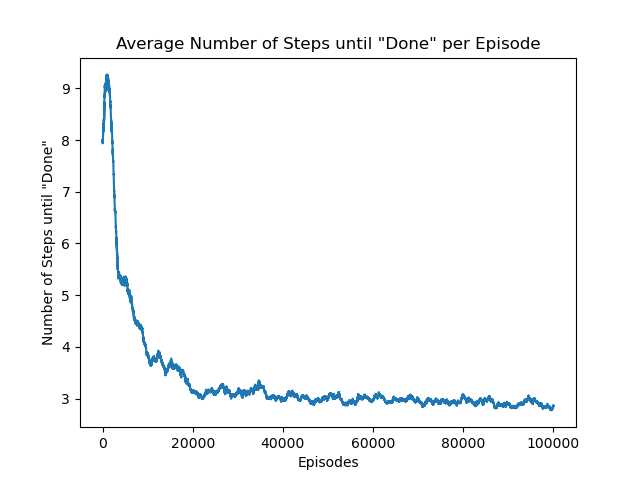 Average Number of Steps until "Done" per Episode
9
8
7
6
5
4
3
Number of Steps until "Done"
0 20000 40000 60000 80000 100000
Episodes